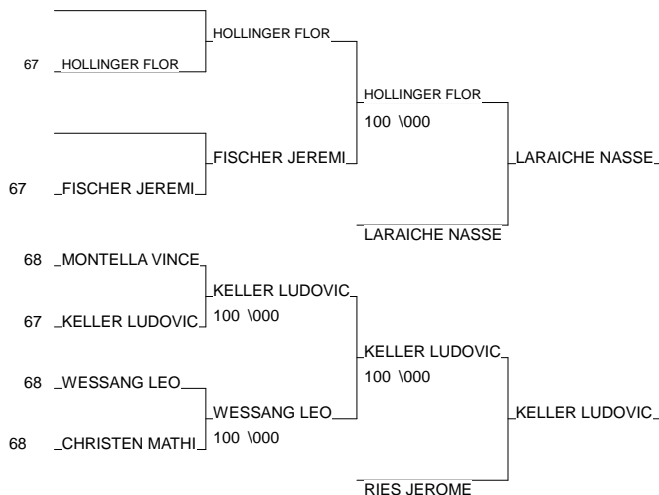 HOLLINGER FLOR
67 HOLLINGER FLOR
HOLLINGER FLOR
100 \000
FISCHER JEREMI
LARAICHE NASSE
67 FISCHER JEREMI
LARAICHE NASSE
68 MONTELLA VINCE
KELLER LUDOVIC
67 KELLER LUDOVIC
100 \000
KELLER LUDOVIC
100 \000
68 WESSANG LEO
WESSANG LEO
KELLER LUDOVIC
68 CHRISTEN MATHI
100 \000
RIES JEROME